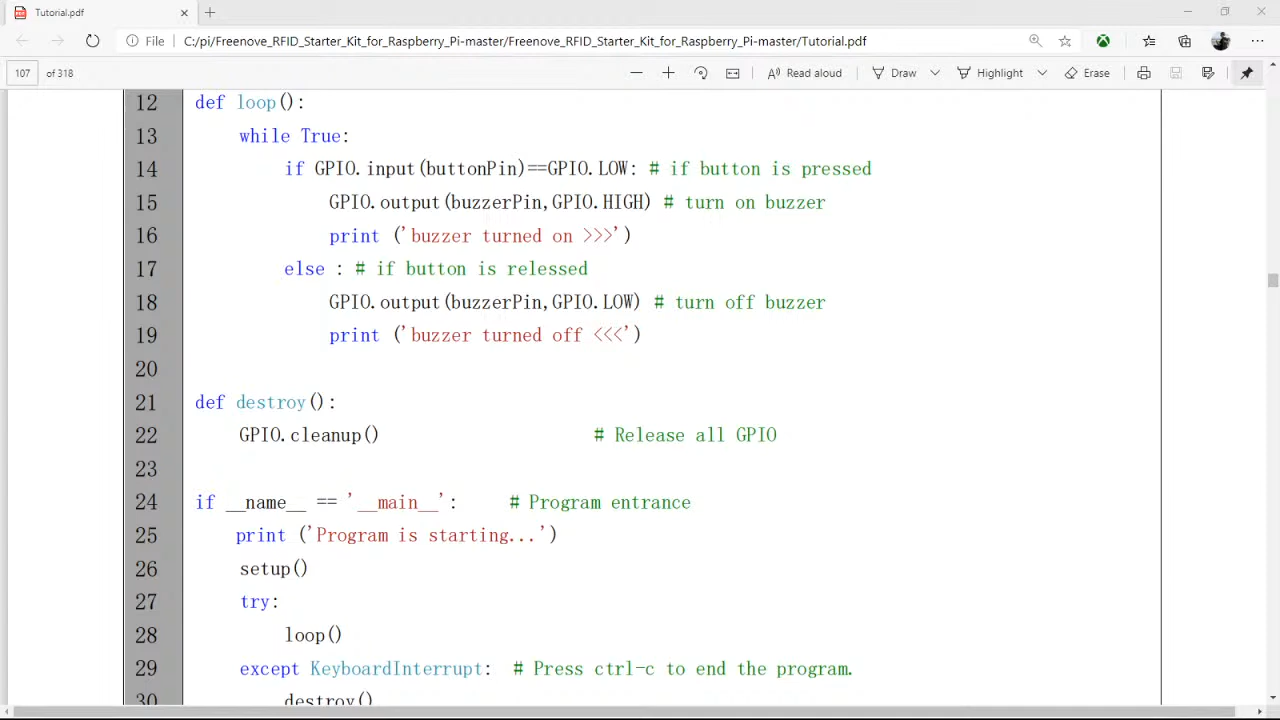 Tutorial.pdf
File
C:/pi/Freenove_RFID_Starter_Kit_for_Raspberry_Pi-master/Freenove_RFID_Starter_Kit_for_Raspberry_Pi-master/Tutorial.pdf
107 of 318
Read aloud
Draw
Highlight
Erase
12 def loop():
13     while True:
14         if GPIO.input(buttonPin)==GPIO.LOW: # if button is pressed
15             GPIO.output(buzzerPin,GPIO.HIGH) # turn on buzzer
16             print ('buzzer turned on >>>')
17         else : # if button is relessed
18             GPIO.output(buzzerPin,GPIO.LOW) # turn off buzzer
19             print ('buzzer turned off <<<')
20
21 def destroy():
22     GPIO.cleanup()                     # Release all GPIO
23
24 if __name__ == '__main__':     # Program entrance
25     print ('Program is starting...')
26     setup()
27     try:
28         loop()
29     except KeyboardInterrupt:  # Press ctrl-c to end the program.
30         destroy()